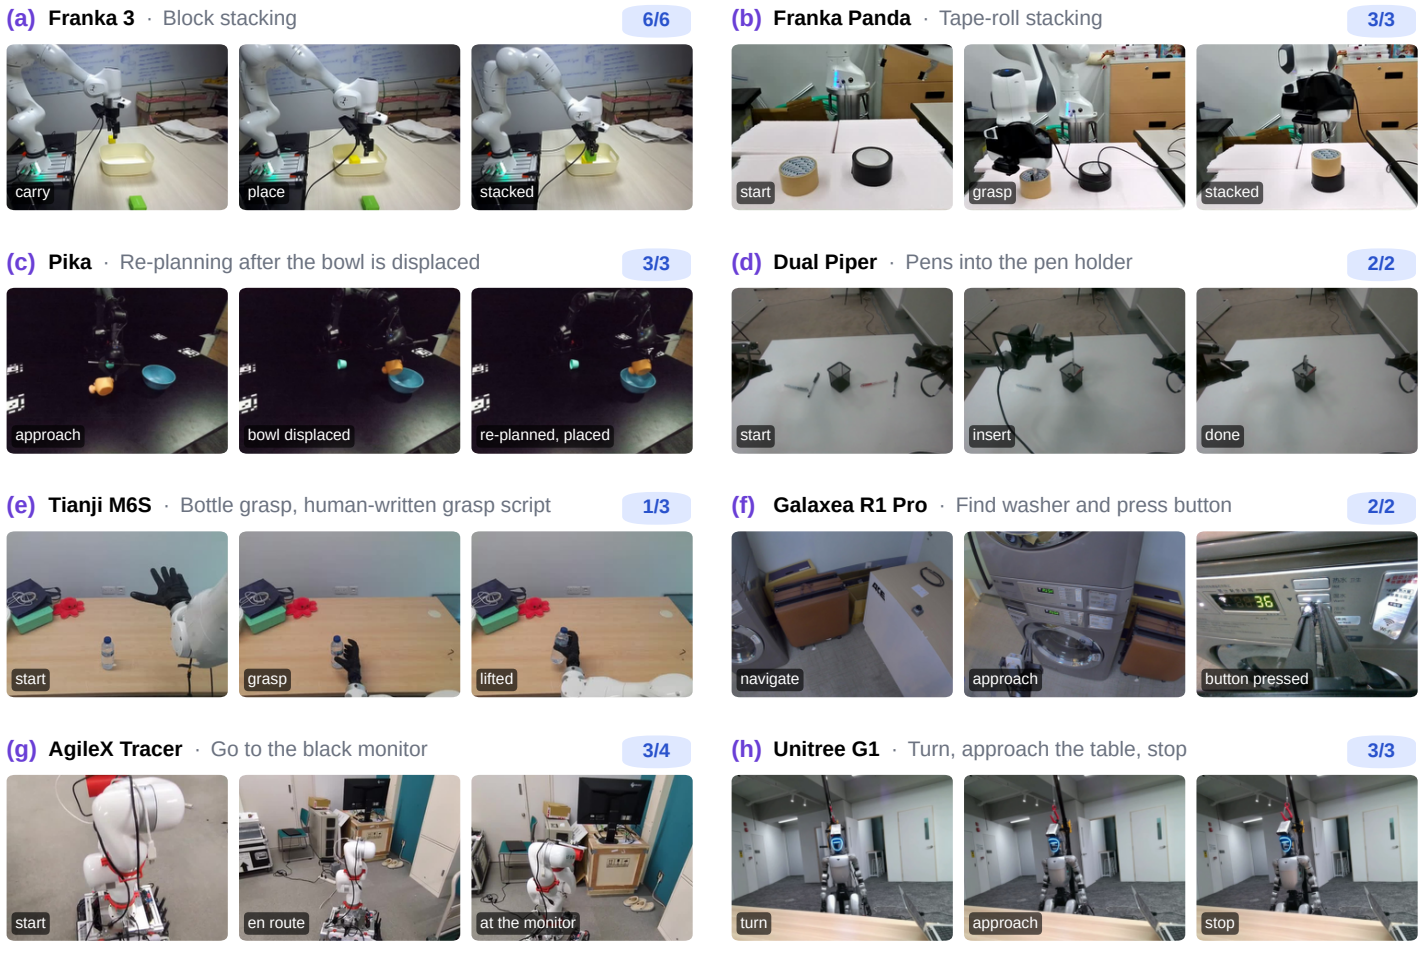 (a) Franka 3 · Block stacking 6/6
carry
place
stacked
(b) Franka Panda · Tape-roll stacking 3/3
start
grasp
stacked
(c) Pika · Re-planning after the bowl is displaced 3/3
approach
bowl displaced
re-planned, placed
(d) Dual Piper · Pens into the pen holder 2/2
start
insert
done
(e) Tianji M6S · Bottle grasp, human-written grasp script 1/3
start
grasp
lifted
(f) Galaxea R1 Pro · Find washer and press button 2/2
navigate
approach
36
button pressed
(g) AgileX Tracer · Go to the black monitor 3/4
start
en route
at the monitor
(h) Unitree G1 · Turn, approach the table, stop 3/3
turn
approach
stop